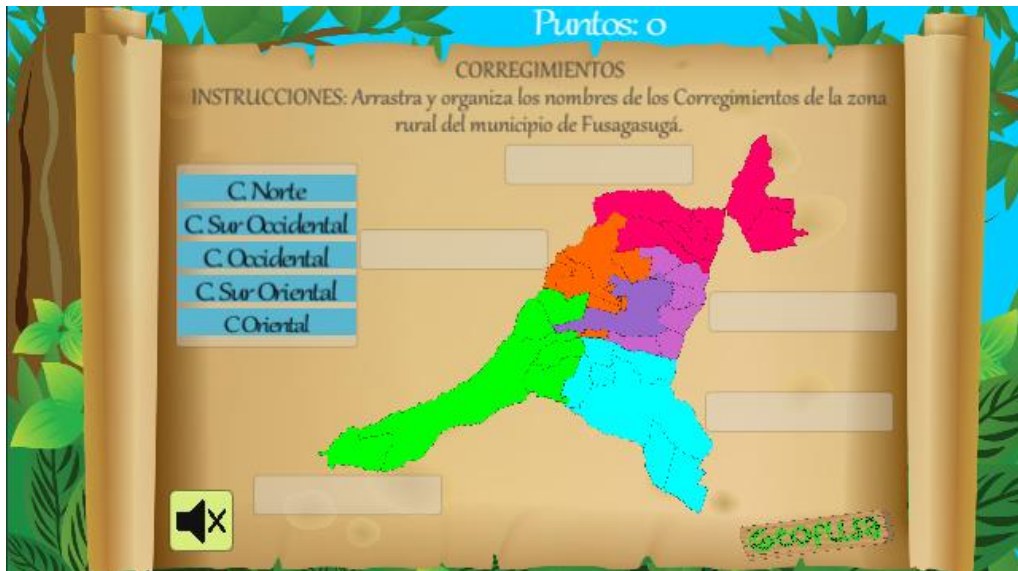 Puntos: 0
CORREGIMIENTOS
INSTRUCCIONES: Arrastra y organiza los nombres de los Corregimientos de la zona
rural del municipio de Fusagasugá.
C. Norte
C. Sur Occidental
C. Occidental
C. Sur Oriental
C Oriental